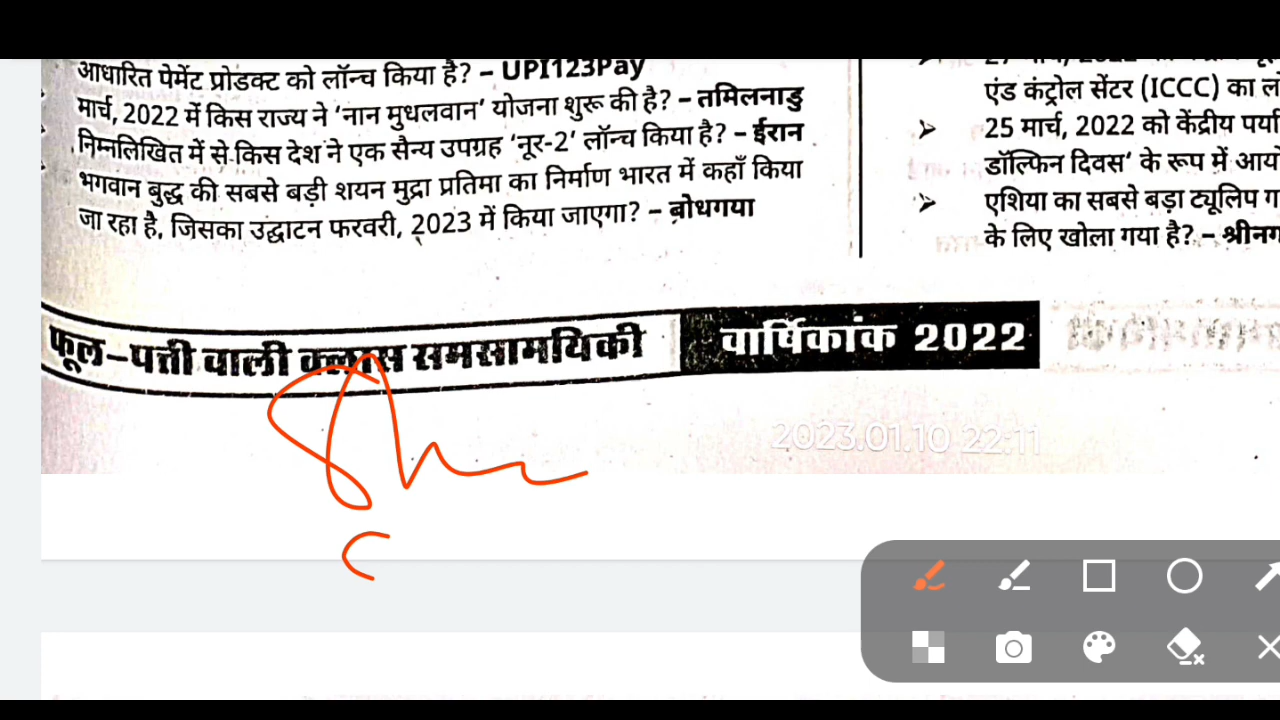 आधारित पेमेंट प्रोडक्ट को लॉन्च किया है? – UPI123Pay
मार्च, 2022 में किस राज्य ने ‘नान मुधलवान’ योजना शुरू की है? – तमिलनाडु
निम्नलिखित में से किस देश ने एक सैन्य उपग्रह ‘नूर-2’ लॉन्च किया है? – ईरान
भगवान बुद्ध की सबसे बड़ी शयन मुद्रा प्रतिमा का निर्माण भारत में कहाँ किया
जा रहा है, जिसका उद्घाटन फरवरी, 2023 में किया जाएगा? – बोधगया
एंड कंट्रोल सेंटर (ICCC) का
➢ 25 मार्च, 2022 को केंद्रीय
डॉल्फिन दिवस‘ के रूप में
➢ एशिया का सबसे बड़ा ट्यूलिप
के लिए खोला गया है? –
फूल-पत्ती वाली क्लास समसामयिकी वार्षिकांक 2022
2023.01.10 22:11